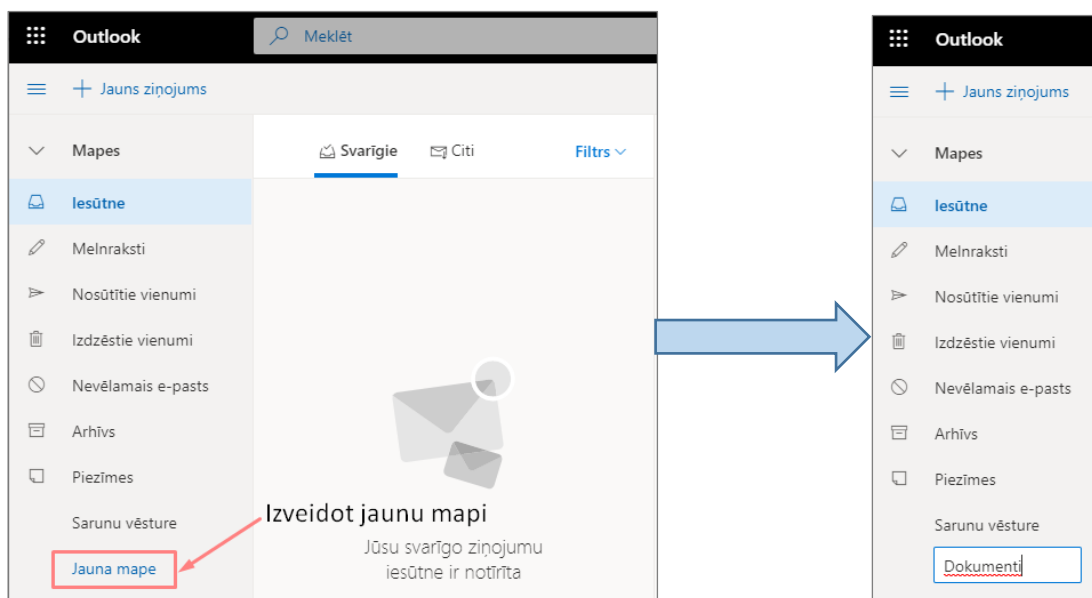 Outlook
Meklēt
Jauns ziņojums
Mapes
Svarīgie
Citi
Filtrs
Iesūtne
Melnraksti
Nosūtītie vienumi
Izdzēstie vienumi
Nevēlamais e-pasts
Arhīvs
Piezīmes
Sarunu vēsture
Jauna mape
Izveidot jaunu mapi
Jūsu svarīgo ziņojumu
iesūtne ir notīrīta
Outlook
Jauns ziņojums
Mapes
Iesūtne
Melnraksti
Nosūtītie vienumi
Izdzēstie vienumi
Nevēlamais e-pasts
Arhīvs
Piezīmes
Sarunu vēsture
Dokumenti